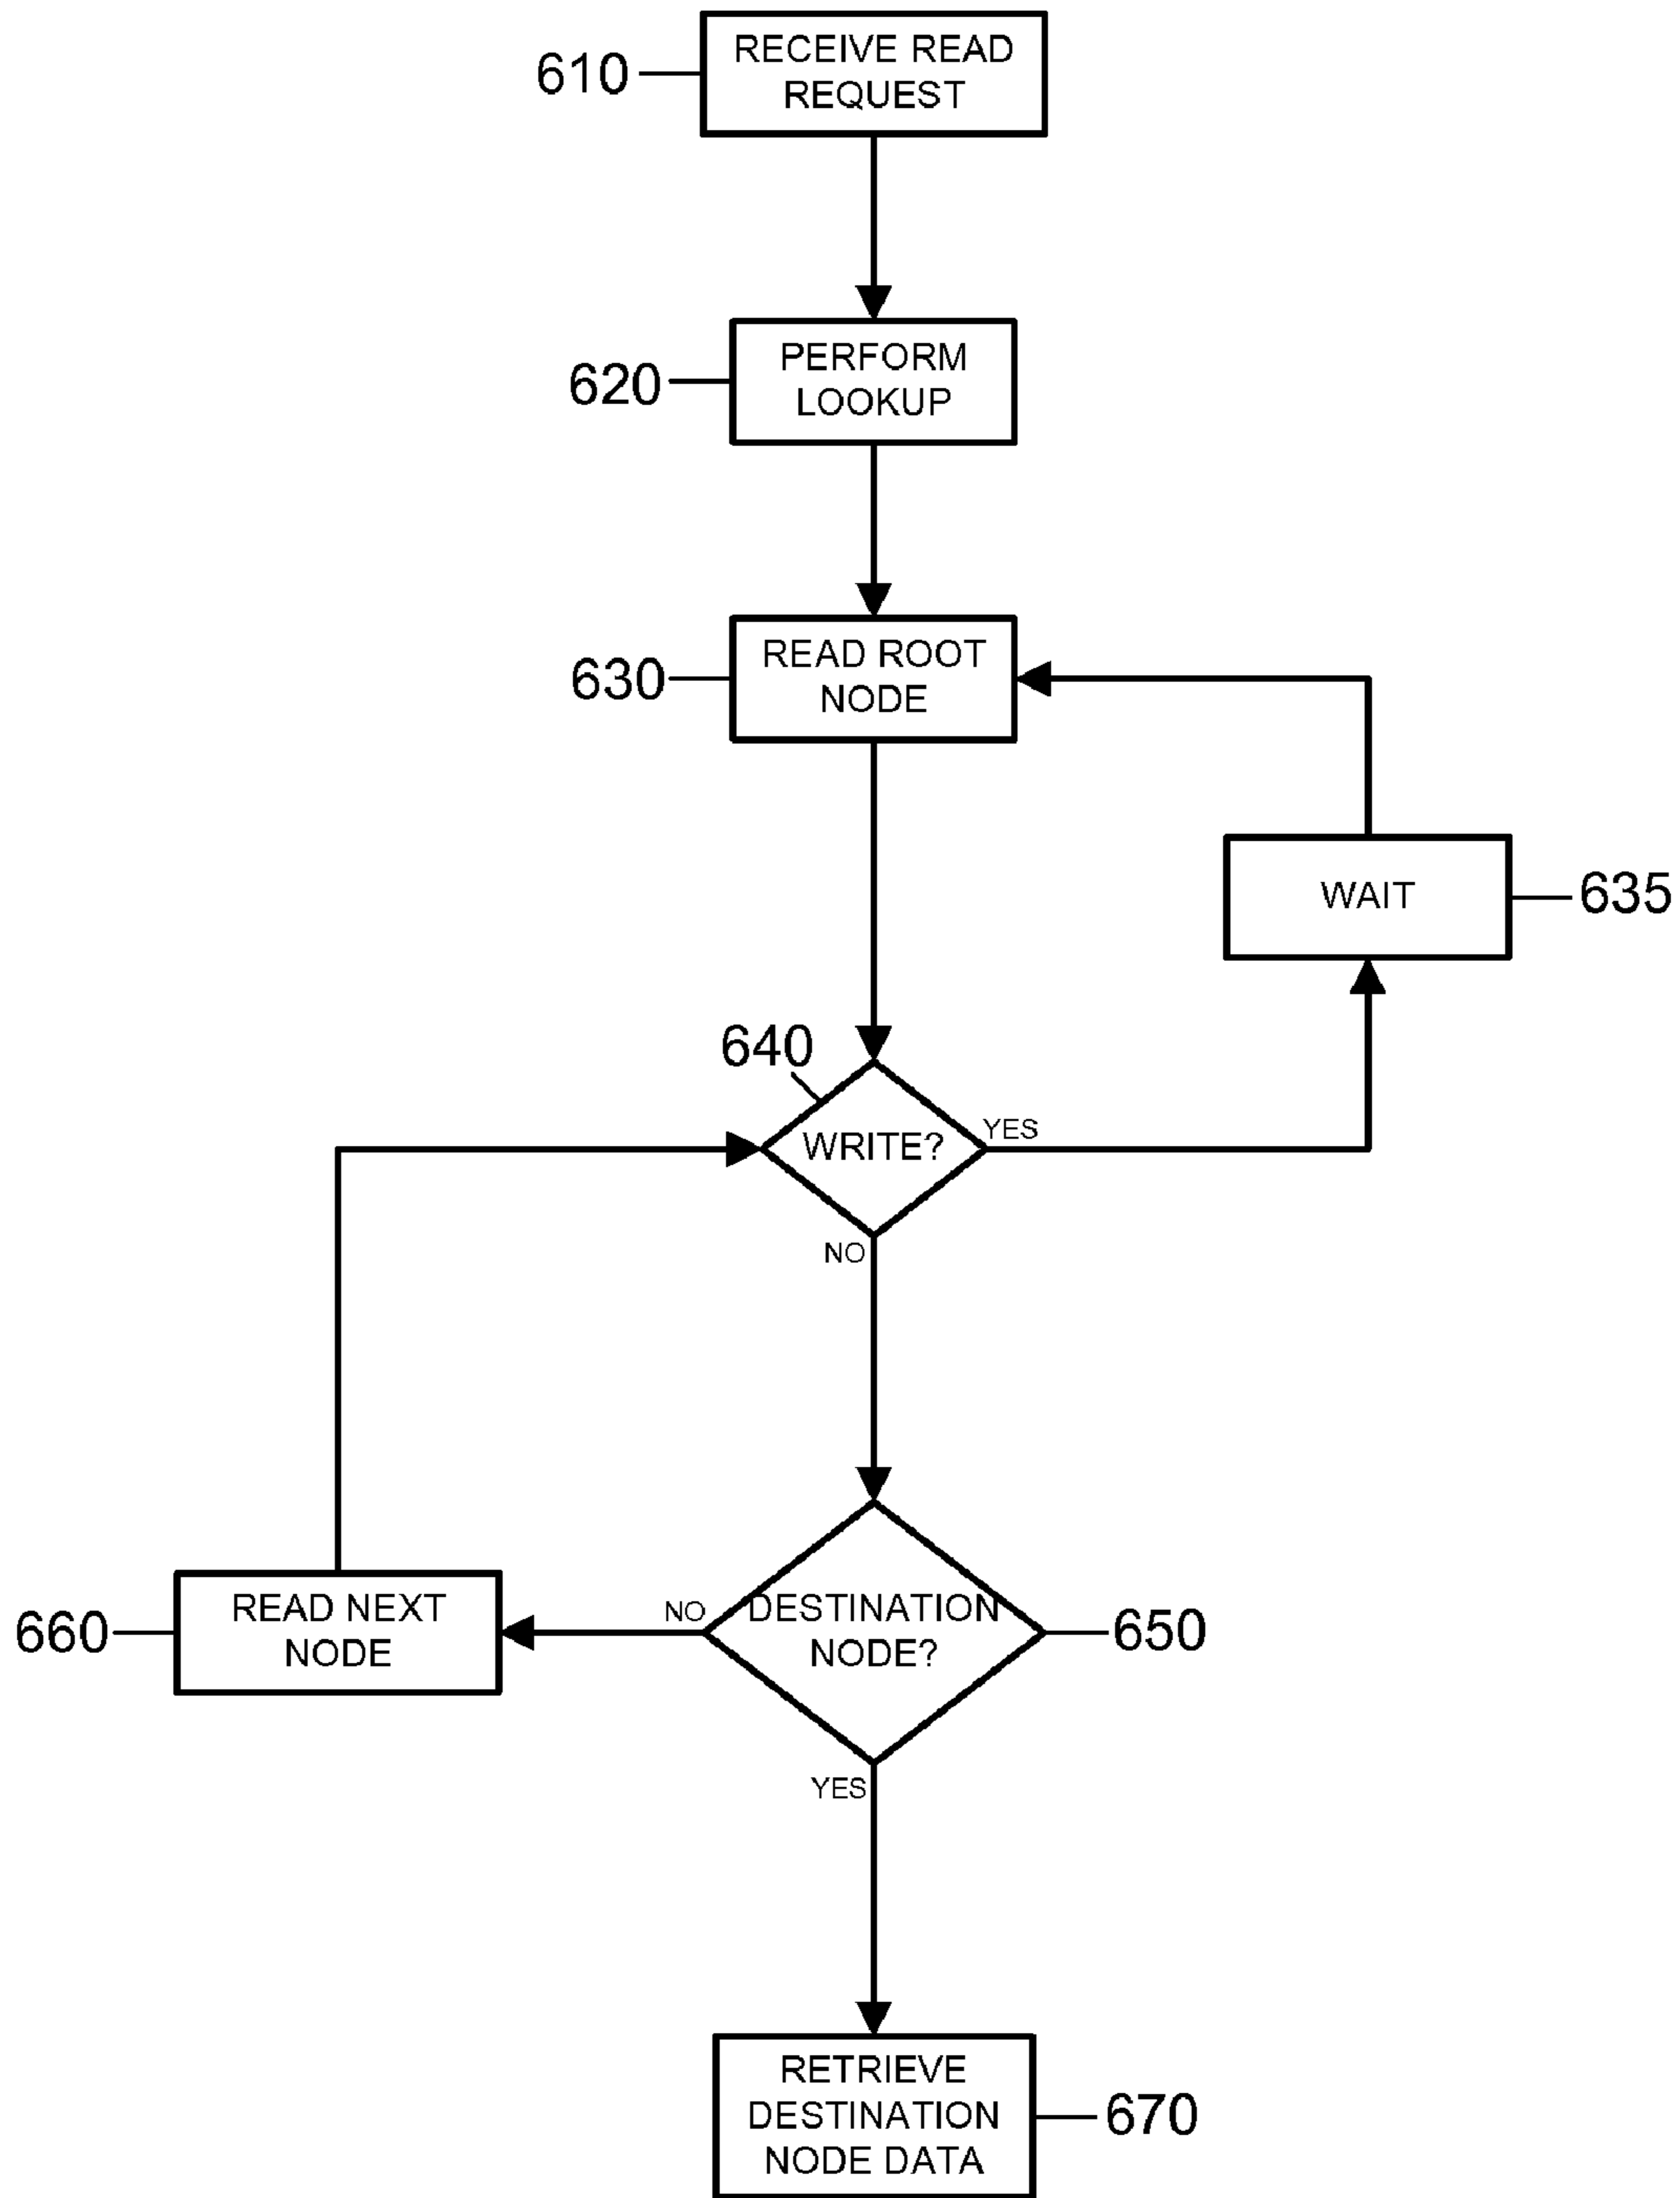 610
RECEIVE READ
REQUEST
620
PERFORM
LOOKUP
630
READ ROOT
NODE
WAIT
635
640
WRITE?
YES
NO
660
READ NEXT
NODE
NO
DESTINATION
NODE?
650
YES
RETRIEVE
DESTINATION
NODE DATA
670